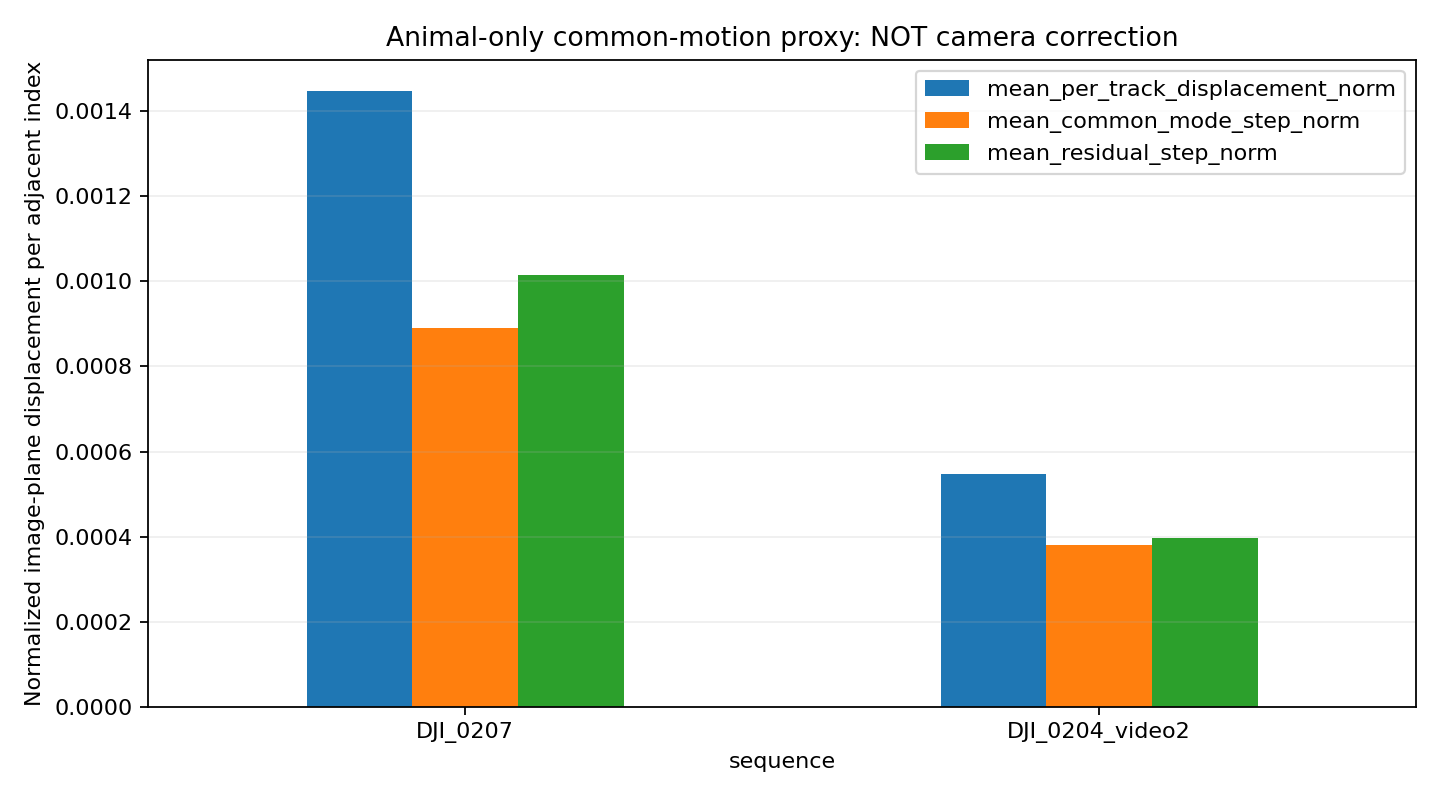 Animal-only common-motion proxy: NOT camera correction
mean_per_track_displacement_norm
mean_common_mode_step_norm
mean_residual_step_norm
Normalized image-plane displacement per adjacent index
0.0014
0.0012
0.0010
0.0008
0.0006
0.0004
0.0002
0.0000
DJI_0207
DJI_0204_video2
sequence